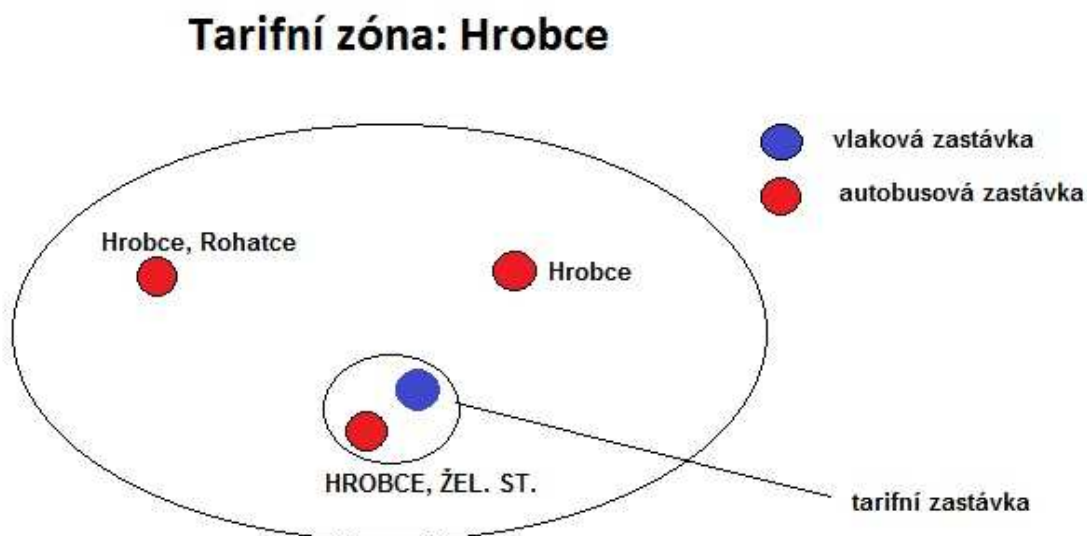 Tarifní zóna: Hrobce
vlaková zastávka
autobusová zastávka
Hrobce, Rohatce
Hrobce
HROBCE, ŽEL. ST.
tarifní zastávka